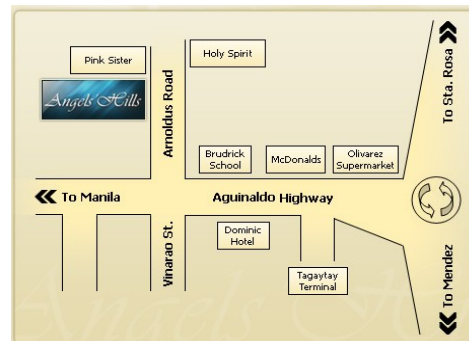 Pink Sister
Holy Spirit
Angels' Hills
Arnoldus Road
To Sta. Rosa
Brudrick
School
McDonalds
Olivarez
Supermarket
To Manila
Aguinaldo Highway
Vinarao St.
Dominic
Hotel
Tagaytay
Terminal
To Mendez
Angels H